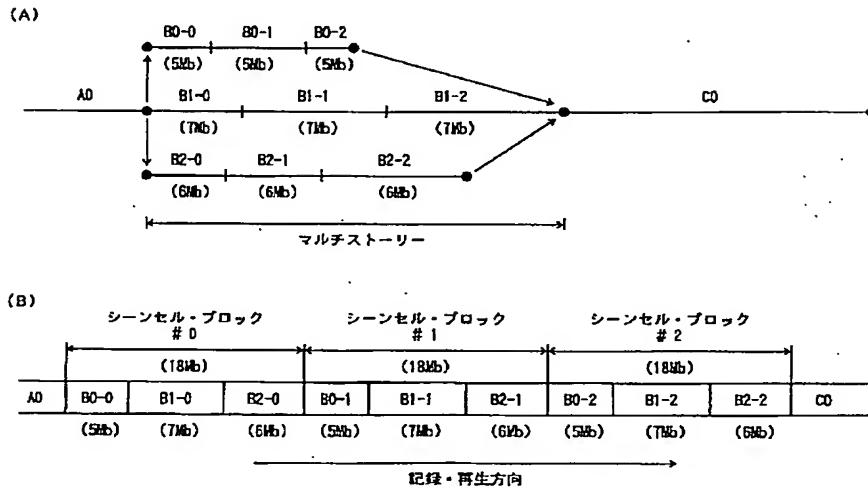 (A)
B0-0 B0-1 B0-2
(5Mb) (5Mb) (5Mb)
A0 B1-0 B1-1 B1-2 C0
(7Mb) (7Mb) (7Mb)
B2-0 B2-1 B2-2
(6Mb) (6Mb) (6Mb)
マルチストーリー
(B)
シーンセル・ブロック シーンセル・ブロック シーンセル・ブロック
#0 #1 #2
(18Mb) (18Mb) (18Mb)
A0 B0-0 B1-0 B2-0 B0-1 B1-1 B2-1 B0-2 B1-2 B2-2 C0
(5Mb) (7Mb) (6Mb) (5Mb) (7Mb) (6Mb) (5Mb) (7Mb) (6Mb)
記録・再生方向